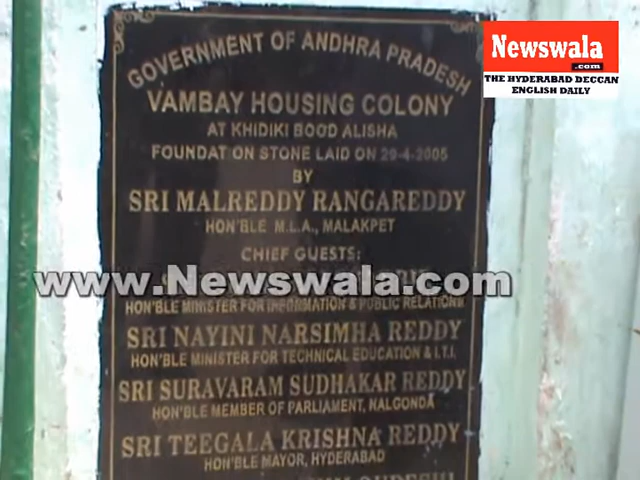 GOVERNMENT OF ANDHRA PRADESH
VAMBAY HOUSING COLONY
AT KHIDIKI BOOD ALISHA
FOUNDATION STONE LAID ON 29-4-2005
BY
SRI MALREDDY RANGAREDDY
HON'BLE M.L.A., MALAKPET
CHIEF GUESTS:
www.Newswala.com
HON'BLE MINISTER FOR INFORMATION & PUBLIC RELATIONS
SRI NAYINI NARSIMHA REDDY
HON'BLE MINISTER FOR TECHNICAL EDUCATION & I.T.I.
SRI SURAVARAM SUDHAKAR REDDY
HON'BLE MEMBER OF PARLIAMENT, NALGONDA
SRI TEEGALA KRISHNA REDDY
HON'BLE MAYOR, HYDERABAD
Newswala
.com
THE HYDERABAD DECCAN
ENGLISH DAILY